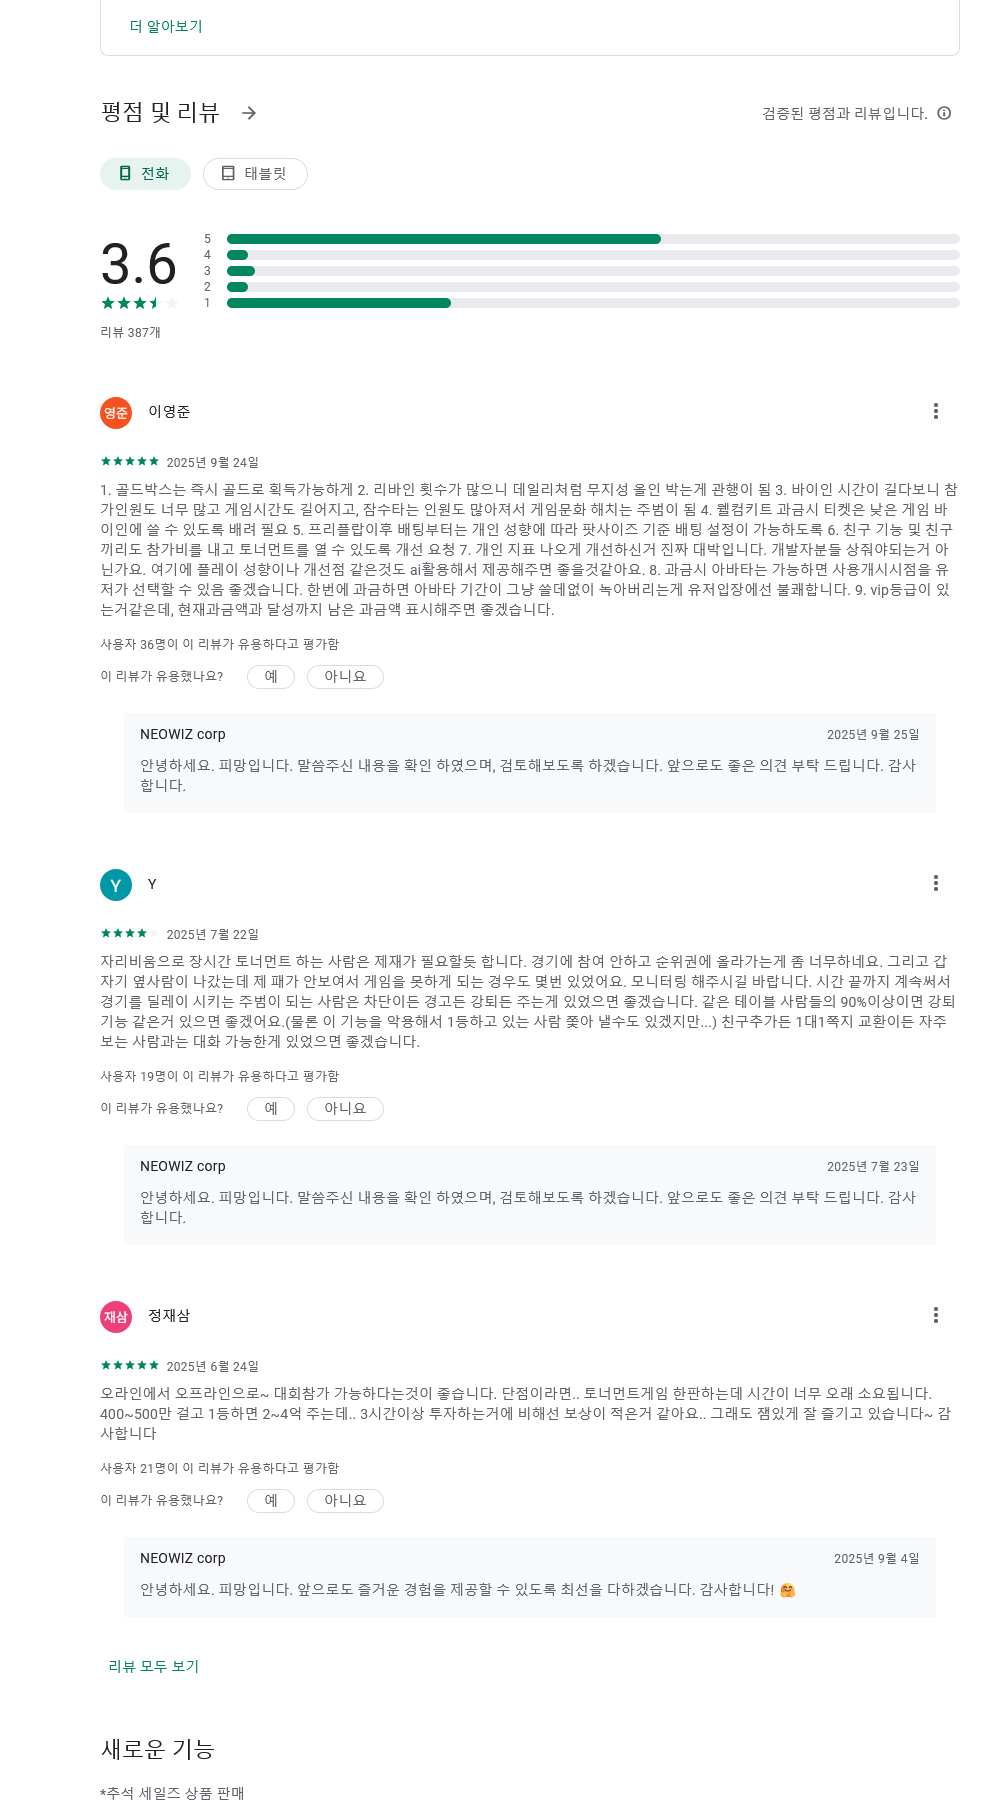 더 알아보기
평점 및 리뷰
검증된 평점과 리뷰입니다.
전화
태블릿
3.6
5
4
3
2
1
리뷰 387개
영준
이영준
2025년 9월 24일
1. 골드박스는 즉시 골드로 획득가능하게 2. 리바인 횟수가 많으니 데일리처럼 무지성 올인 박는게 관행이 됨 3. 바이인 시간이 길다보니 참
가인원도 너무 많고 게임시간도 길어지고, 잠수타는 인원도 많아져서 게임문화 해치는 주범이 됨 4. 웰컴키트 과금시 티켓은 낮은 게임 바
이인에 쓸 수 있도록 배려 필요 5. 프리플랍이후 배팅부터는 개인 성향에 따라 팟사이즈 기준 배팅 설정이 가능하도록 6. 친구 기능 및 친구
끼리도 참가비를 내고 토너먼트를 열 수 있도록 개선 요청 7. 개인 지표 나오게 개선하신거 진짜 대박입니다. 개발자분들 상줘야되는거 아
닌가요. 여기에 플레이 성향이나 개선점 같은것도 ai활용해서 제공해주면 좋을것같아요. 8. 과금시 아바타는 가능하면 사용개시시점을 유
저가 선택할 수 있음 좋겠습니다. 한번에 과금하면 아바타 기간이 그냥 쓸데없이 녹아버리는게 유저입장에선 불쾌합니다. 9. vip등급이 있
는거같은데, 현재과금액과 달성까지 남은 과금액 표시해주면 좋겠습니다.
사용자 36명이 이 리뷰가 유용하다고 평가함
이 리뷰가 유용했나요?
예
아니요
NEOWIZ corp
2025년 9월 25일
안녕하세요. 피망입니다. 말씀주신 내용을 확인 하였으며, 검토해보도록 하겠습니다. 앞으로도 좋은 의견 부탁 드립니다. 감사
합니다.
Y
Y
2025년 7월 22일
자리비움으로 장시간 토너먼트 하는 사람은 제재가 필요할듯 합니다. 경기에 참여 안하고 순위권에 올라가는게 좀 너무하네요. 그리고 갑
자기 옆사람이 나갔는데 제 패가 안보여서 게임을 못하게 되는 경우도 몇번 있었어요. 모니터링 해주시길 바랍니다. 시간 끝까지 계속써서
경기를 딜레이 시키는 주범이 되는 사람은 차단이든 경고든 강퇴든 주는게 있었으면 좋겠습니다. 같은 테이블 사람들의 90%이상이면 강퇴
기능 같은거 있으면 좋겠어요.(물론 이 기능을 악용해서 1등하고 있는 사람 쫓아 낼수도 있겠지만...) 친구추가든 1대1쪽지 교환이든 자주
보는 사람과는 대화 가능한게 있었으면 좋겠습니다.
사용자 19명이 이 리뷰가 유용하다고 평가함
이 리뷰가 유용했나요?
예
아니요
NEOWIZ corp
2025년 7월 23일
안녕하세요. 피망입니다. 말씀주신 내용을 확인 하였으며, 검토해보도록 하겠습니다. 앞으로도 좋은 의견 부탁 드립니다. 감사
합니다.
재삼
정재삼
2025년 6월 24일
오라인에서 오프라인으로~ 대회참가 가능하다는것이 좋습니다. 단점이라면.. 토너먼트게임 한판하는데 시간이 너무 오래 소요됩니다.
400~500만 걸고 1등하면 2~4억 주는데.. 3시간이상 투자하는거에 비해선 보상이 적은거 같아요.. 그래도 잼있게 잘 즐기고 있습니다~ 감
사합니다
사용자 21명이 이 리뷰가 유용하다고 평가함
이 리뷰가 유용했나요?
예
아니요
NEOWIZ corp
2025년 9월 4일
안녕하세요. 피망입니다. 앞으로도 즐거운 경험을 제공할 수 있도록 최선을 다하겠습니다. 감사합니다! 🤗
리뷰 모두 보기
새로운 기능
*추석 세일즈 상품 판매